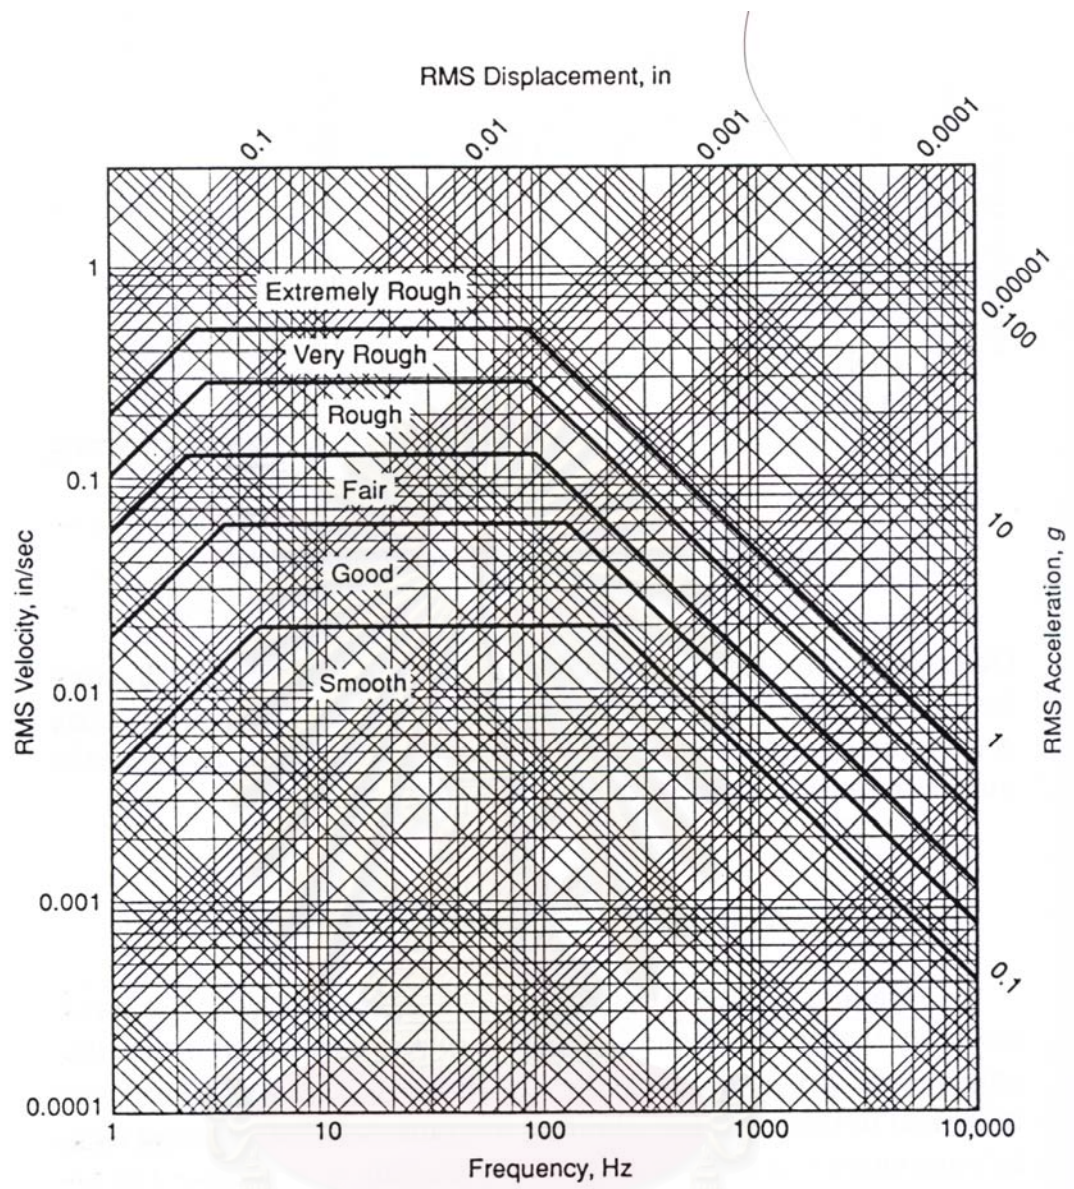 RMS Displacement, in
0.1
0.01
0.001
0.0001
0.00001
1
Extremely Rough
100
Very Rough
Rough
0.1
Fair
10
Good
RMS Velocity, in/sec
RMS Acceleration, g
Smooth
0.01
1
0.001
0.1
0.0001
1
10
100
1000
10,000
Frequency, Hz